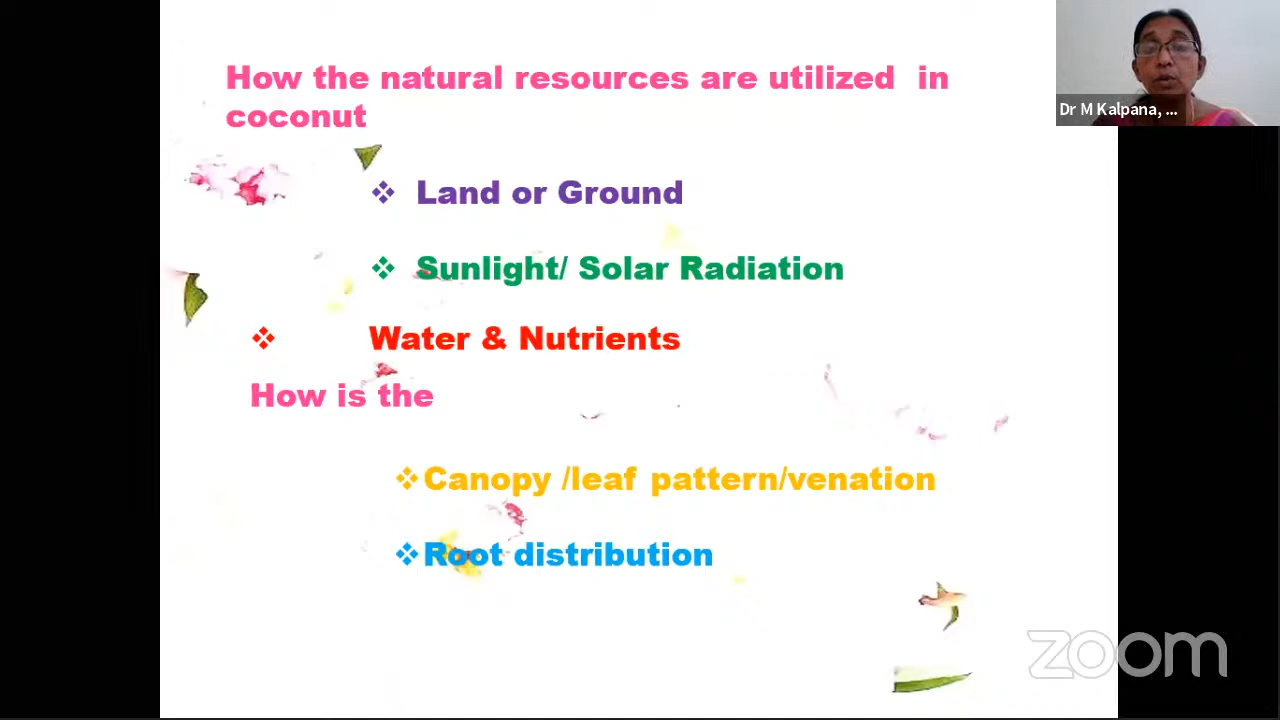 How the natural resources are utilized in
coconut
❖ Land or Ground
❖ Sunlight/ Solar Radiation
❖ Water & Nutrients
How is the
❖Canopy /leaf pattern/venation
❖Root distribution
Dr M Kalpana, ...
zoom